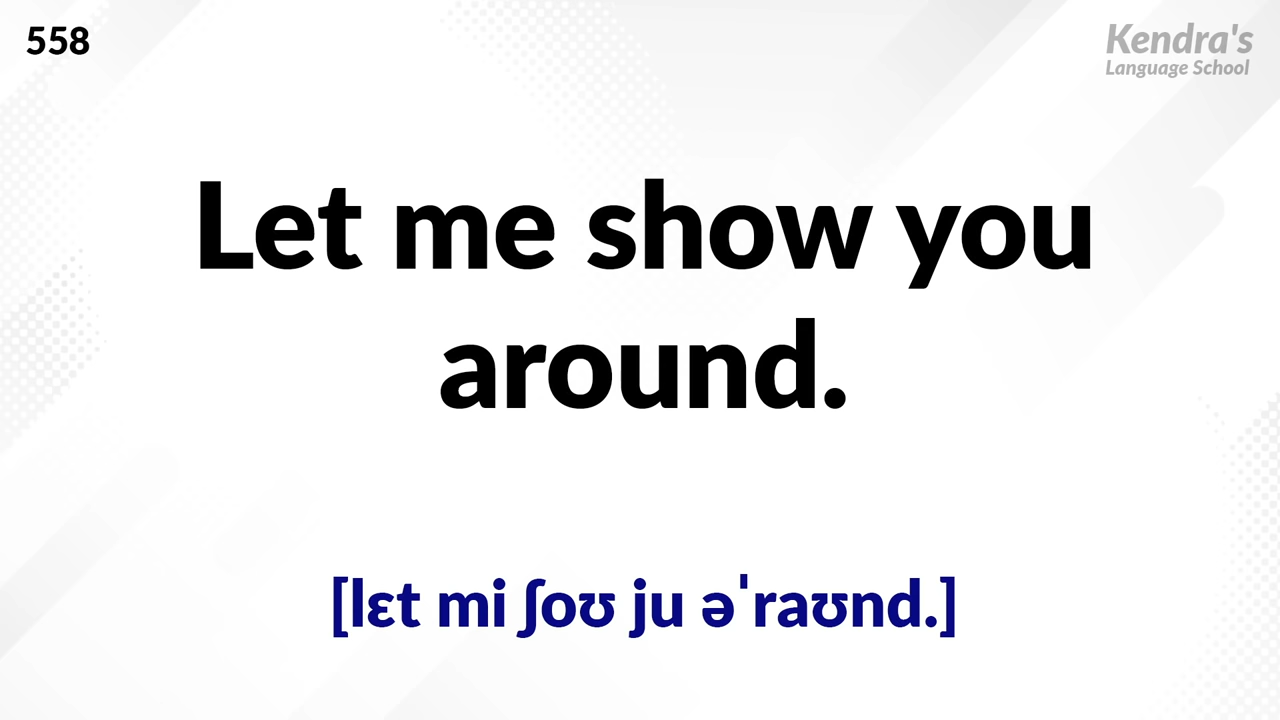 558
Kendra's
Language School
Let me show you
around.
[lɛt mi ʃoʊ ju əˈraʊnd.]